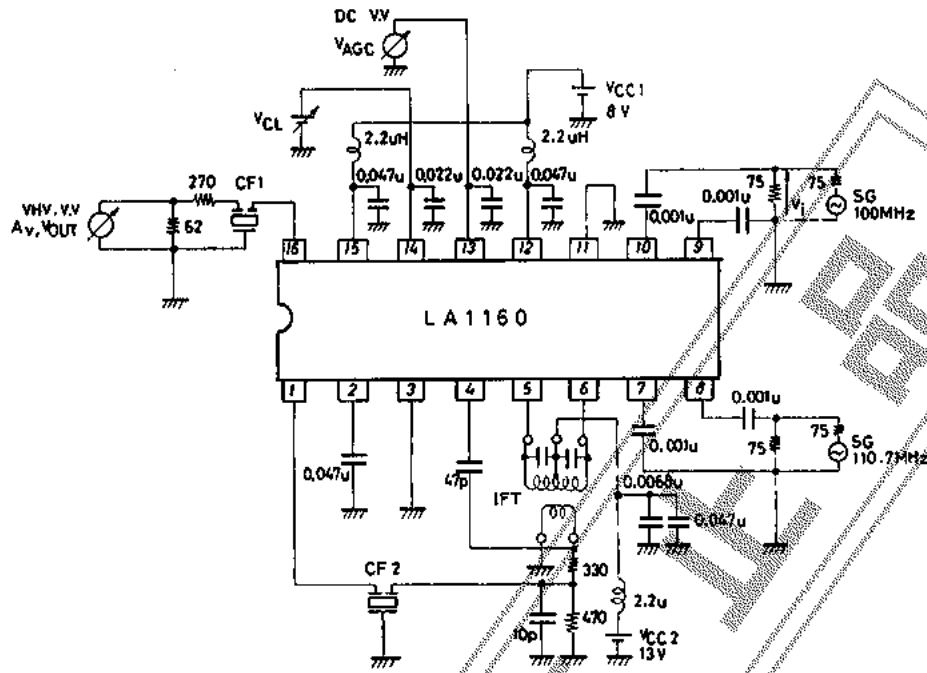 DC V.V
VAGC
VCC1
8V
VCL
2.2uH
2.2uH
0.047u
0.022u
0.022u
0.047u
270
CF1
VHV.V.V
Av,VOUT
62
0.001u
0.001u
75
V1
75
SG
100MHz
16
15
14
13
12
11
10
9
LA1160
1
2
3
4
5
6
7
8
0.001u
0.001u
75
75
SG
110.7MHz
0.047u
47p
IFT
0.0068u
0.047u
CF2
330
10p
470
2.2u
VCC2
13V